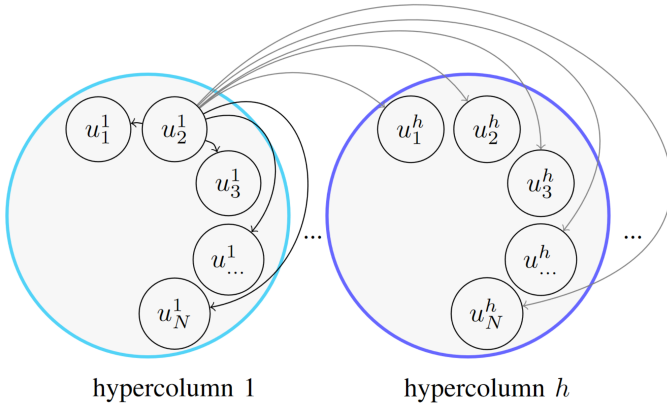 u_1^1 u_2^1 u_1^h u_2^h
u_3^1 u_3^h
u_{...}^1 ... u_{...}^h ...
u_N^1 u_N^h
hypercolumn 1 hypercolumn h